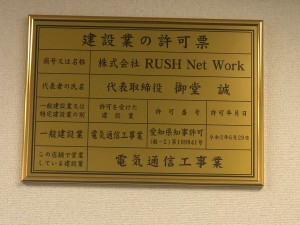 建設業の許可票
商号又は名称 株式会社 RUSH Net Work
代表者の氏名 代表取締役 御堂 誠
一般建設業又は特定建設業の別 許可を受けた建設業 許可番号 許可年月日
一般建設業 電気通信工事業 愛知県知事許可
この店舗で営業している建設業 電気通信工事業